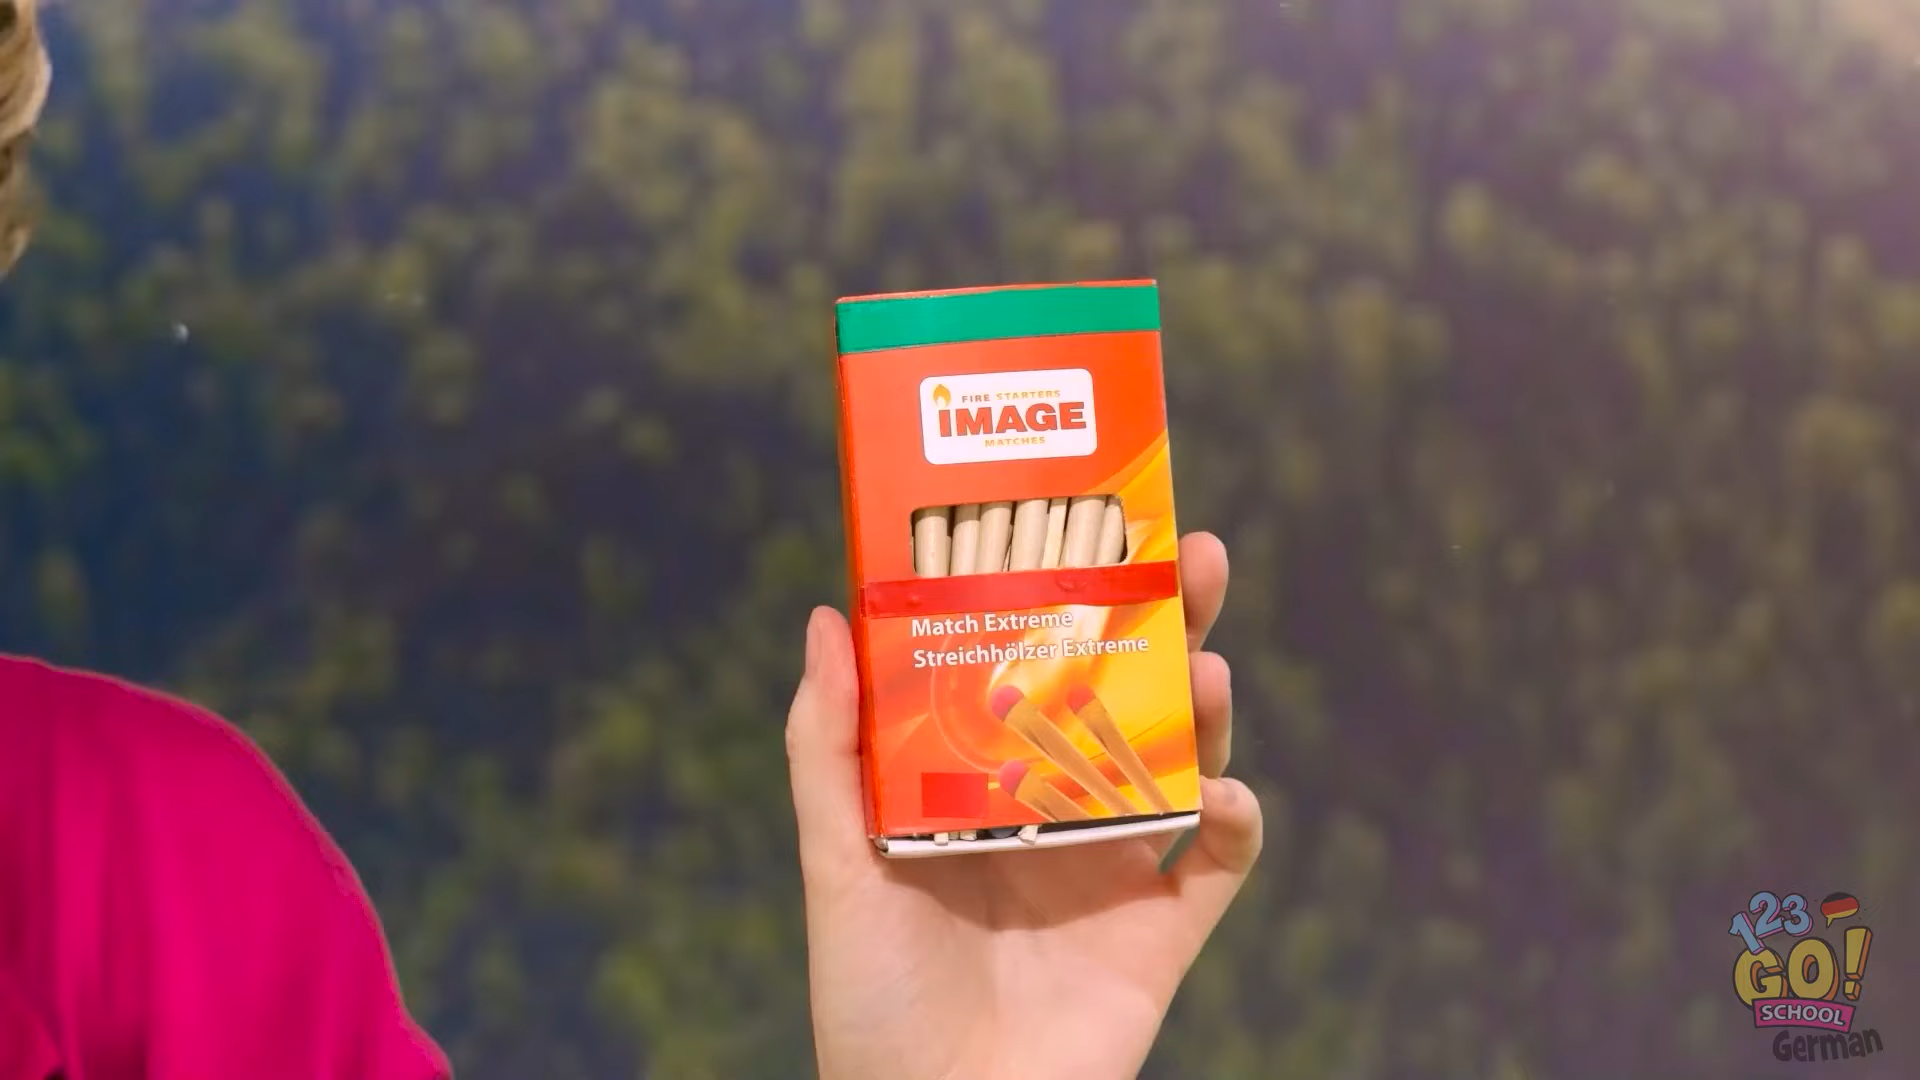 FIRE STARTERS
IMAGE
MATCHES
Match Extreme
Streichhölzer Extreme
123
GO!
SCHOOL
German